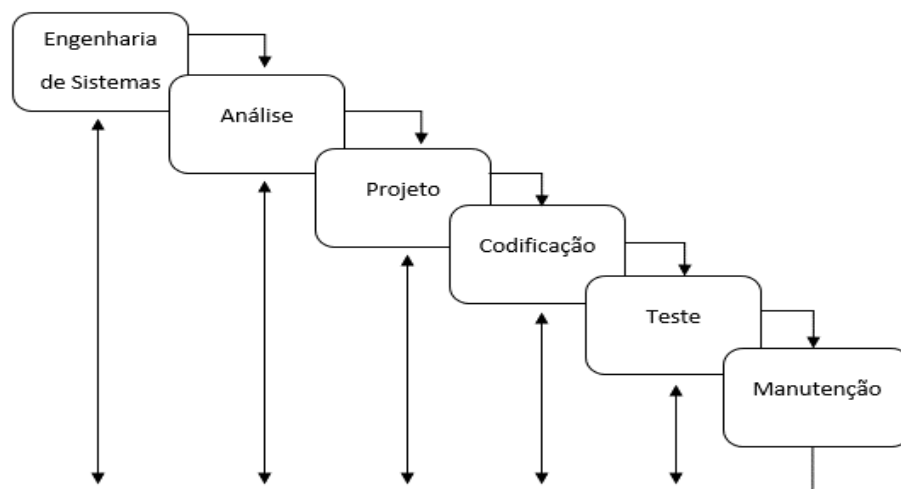 Engenharia
de Sistemas
Análise
Projeto
Codificação
Teste
Manutenção